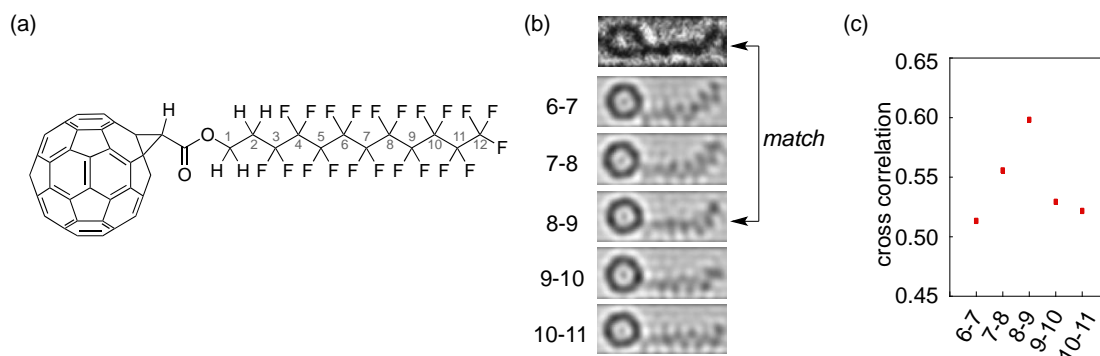 (a)
H
H H F F F F F F F F F F
O
1 3 5 7 9 11
2 4 6 8 10 12 F
O
H H F F F F F F F F F F
(b)
6-7
7-8
8-9
9-10
10-11
match
(c)
cross correlation
0.65
0.60
0.55
0.50
0.45
6-7
7-8
8-9
9-10
10-11